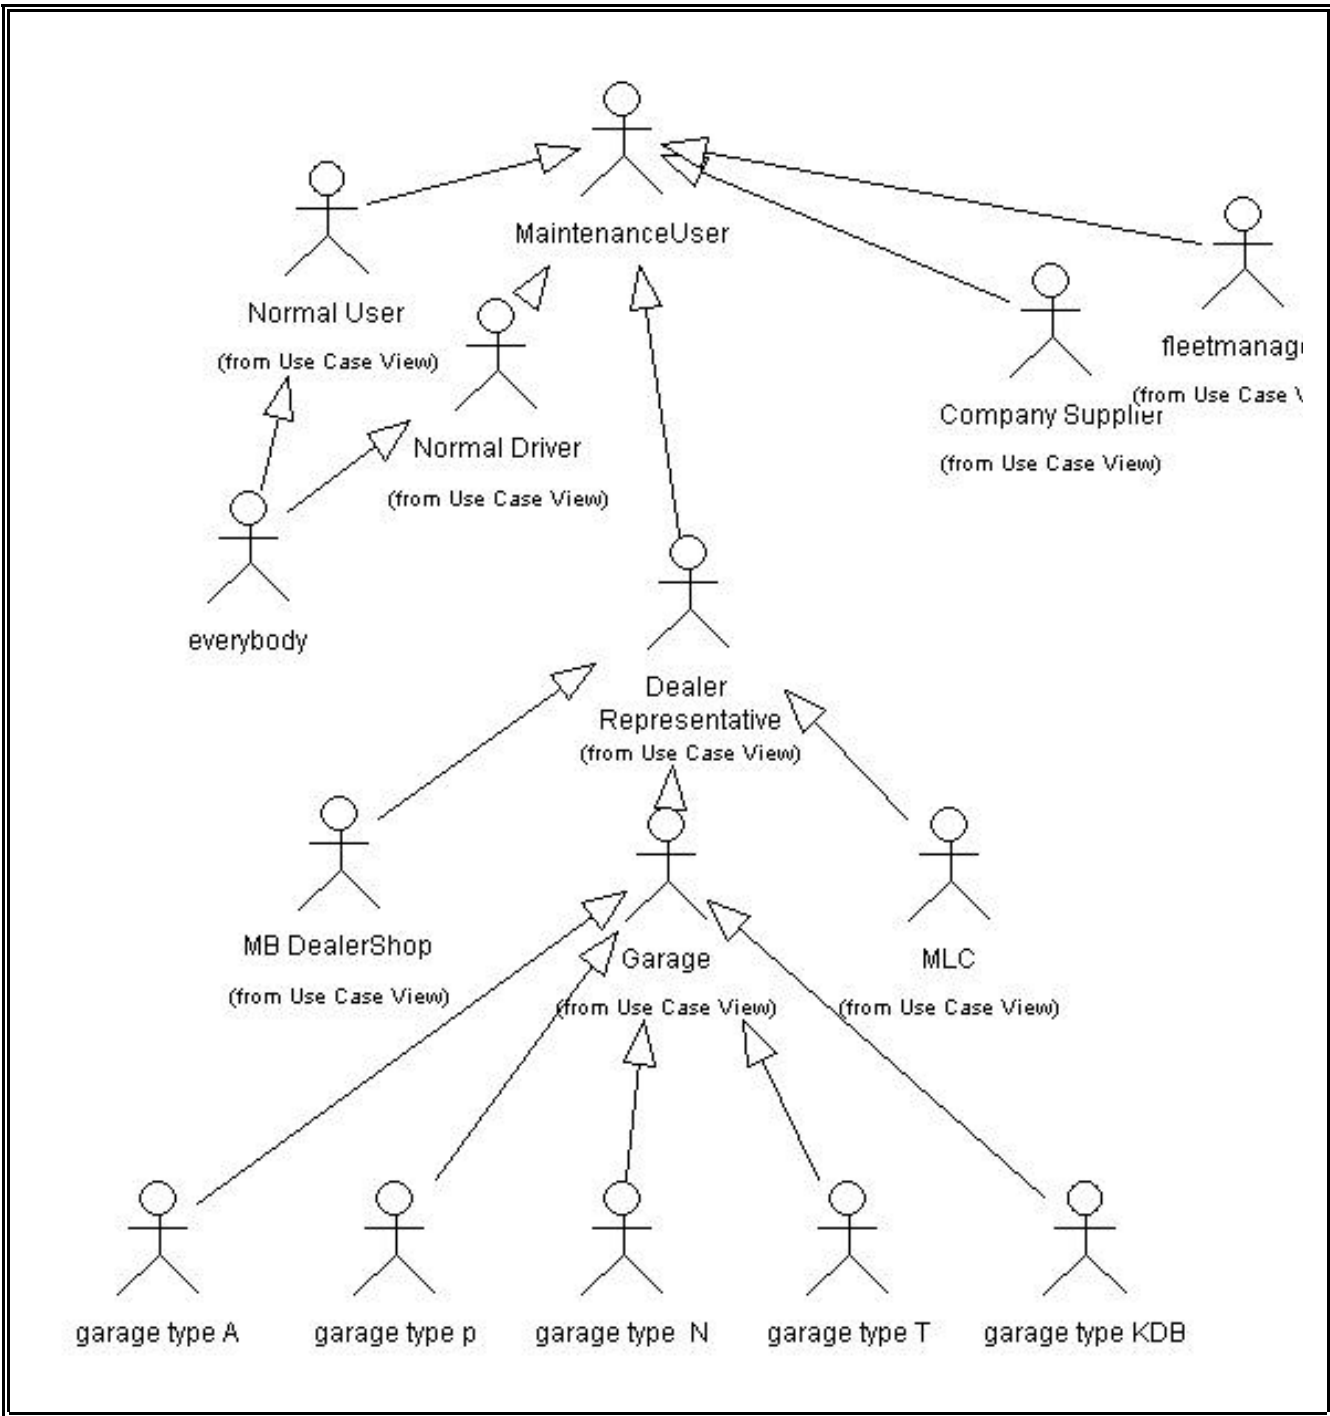 MaintenanceUser
Normal User
(from Use Case View)
fleetmanag
(from Use Case
Company Supplier
(from Use Case View)
Normal Driver
(from Use Case View)
everybody
Dealer
Representative
(from Use Case View)
MB DealerShop
(from Use Case View)
Garage
(from Use Case View)
MLC
(from Use Case View)
garage type A
garage type p
garage type N
garage type T
garage type KDB